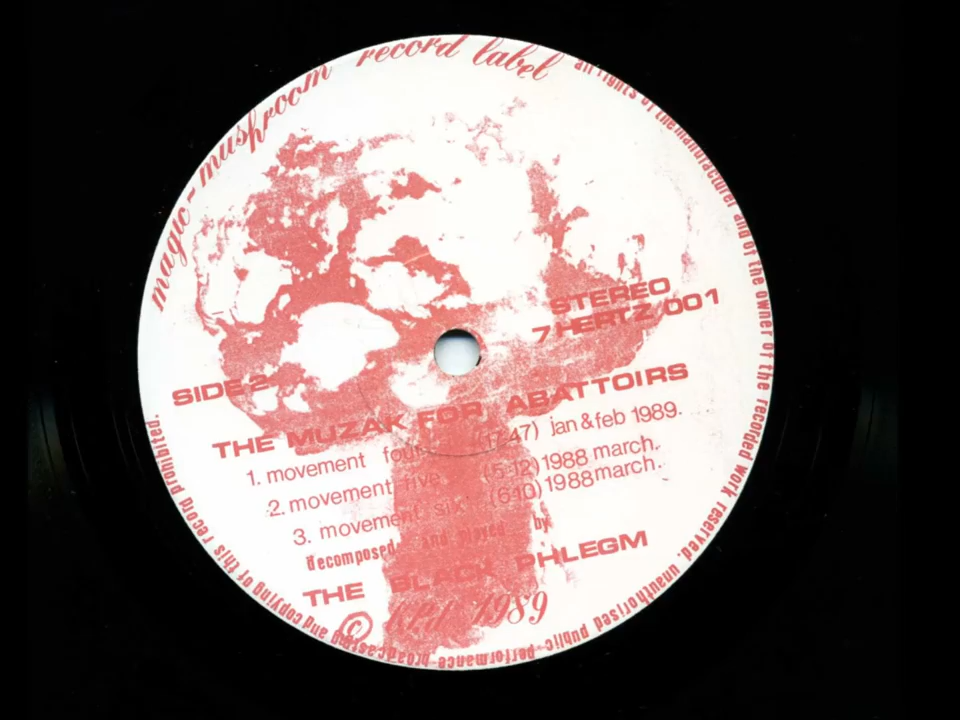 magic - mushroom record label
all rights of the manufacturer and of the owner of the recorded work reserved. unauthorised public performance broadcasting and copying of this record prohibited.
STEREO
7 HERTZ 001
SIDE 2
THE MUZAK FOR ABATTOIRS
1. movement four (17:47) jan & feb 1989.
2. movement five (5:12) 1988 march.
3. movement six (6:10) 1988 march.
decomposed and played by
THE BLACK PHLEGM
© 1989